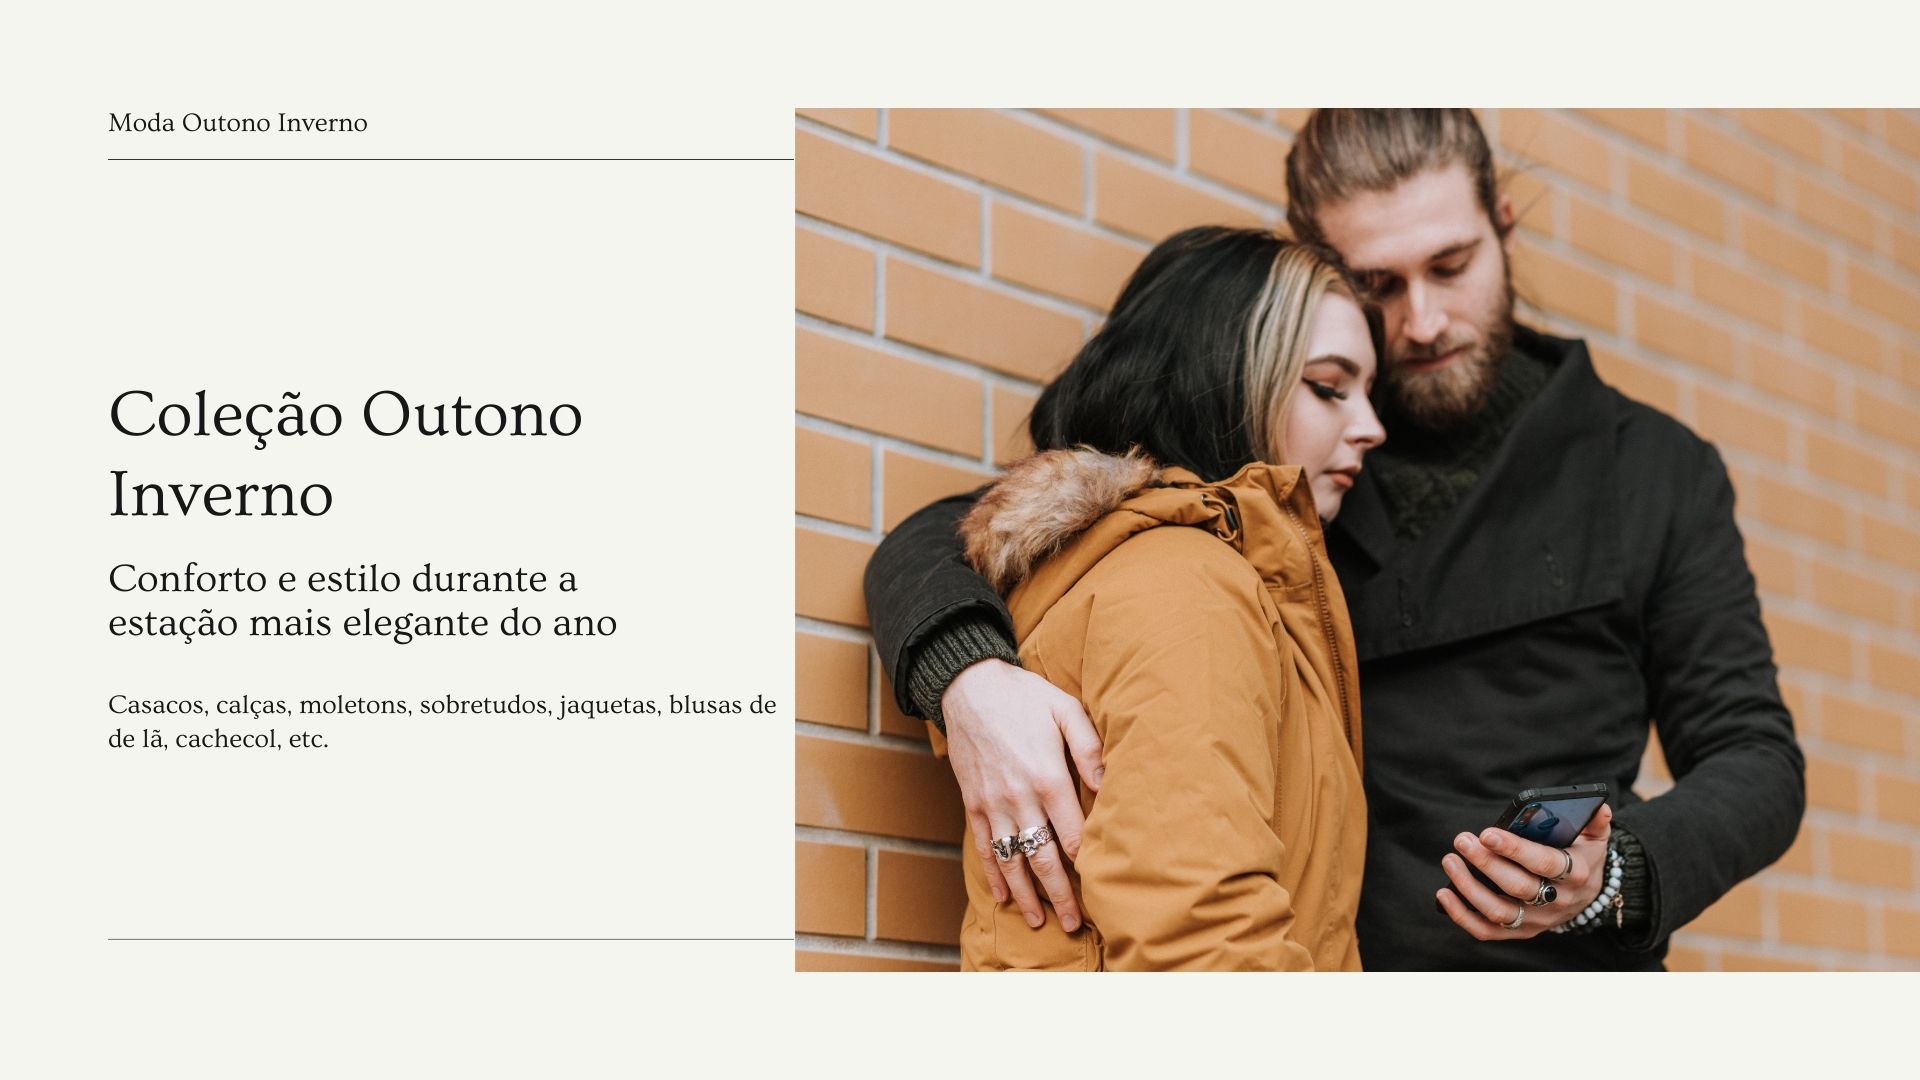 Moda Outono Inverno
Coleção Outono
Inverno
Conforto e estilo durante a
estação mais elegante do ano
Casacos, calças, moletons, sobretudos, jaquetas, blusas de
de lã, cachecol, etc.